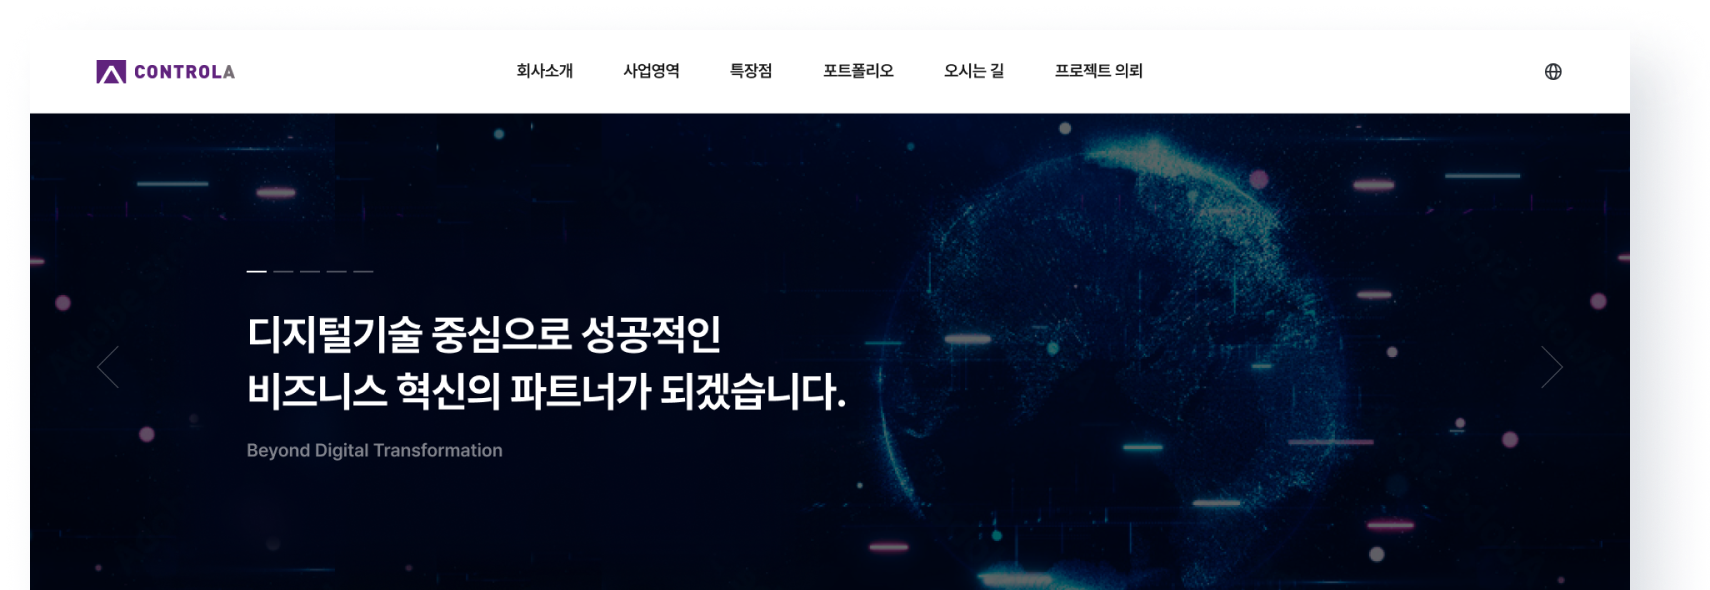 CONTROLA
회사소개 사업영역 특장점 포트폴리오 오시는 길 프로젝트 의뢰
디지털기술 중심으로 성공적인
비즈니스 혁신의 파트너가 되겠습니다.
Beyond Digital Transformation